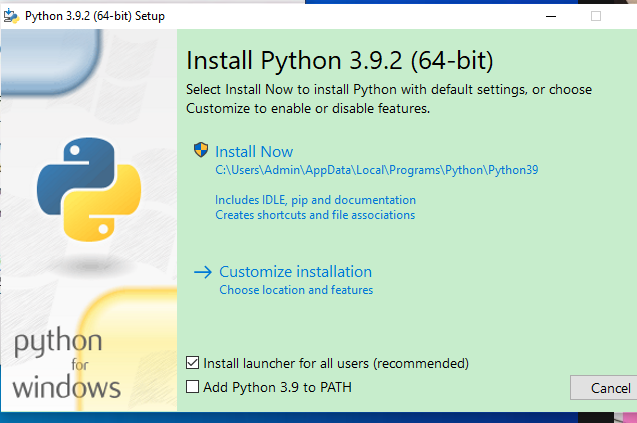 Python 3.9.2 (64-bit) Setup
Install Python 3.9.2 (64-bit)
Select Install Now to install Python with default settings, or choose
Customize to enable or disable features.
Install Now
C:\Users\Admin\AppData\Local\Programs\Python\Python39
Includes IDLE, pip and documentation
Creates shortcuts and file associations
Customize installation
Choose location and features
Install launcher for all users (recommended)
Add Python 3.9 to PATH
Cancel
python
for
windows